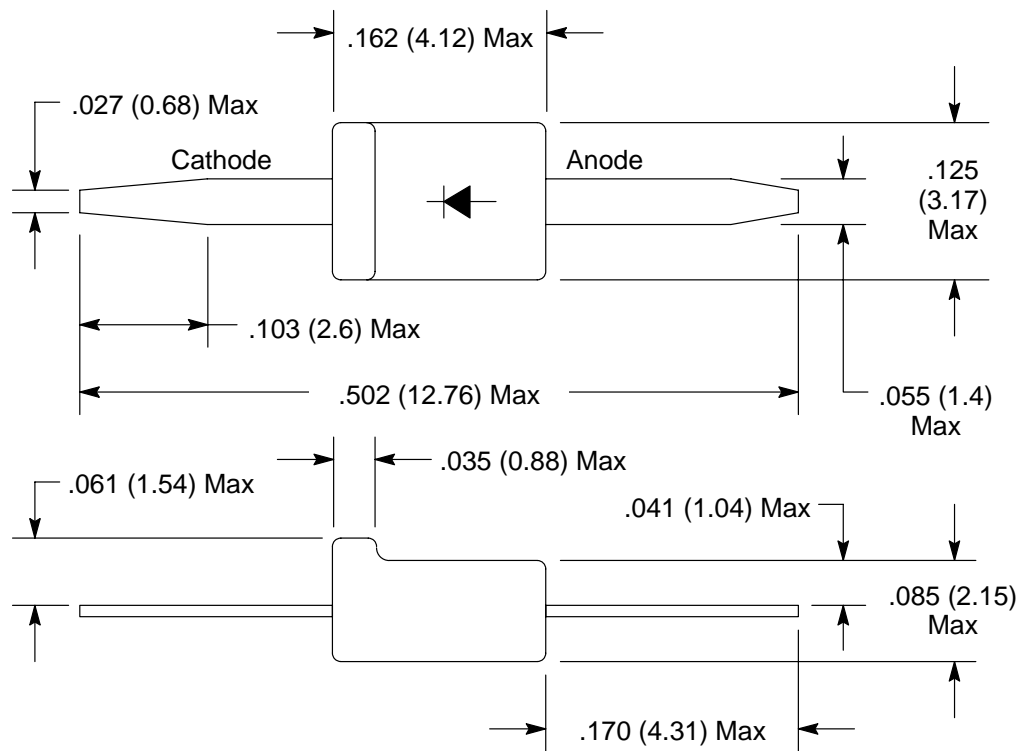 .162 (4.12) Max
.027 (0.68) Max
Cathode
Anode
.125
(3.17)
Max
.103 (2.6) Max
.502 (12.76) Max
.055 (1.4)
Max
.035 (0.88) Max
.061 (1.54) Max
.041 (1.04) Max
.085 (2.15)
Max
.170 (4.31) Max